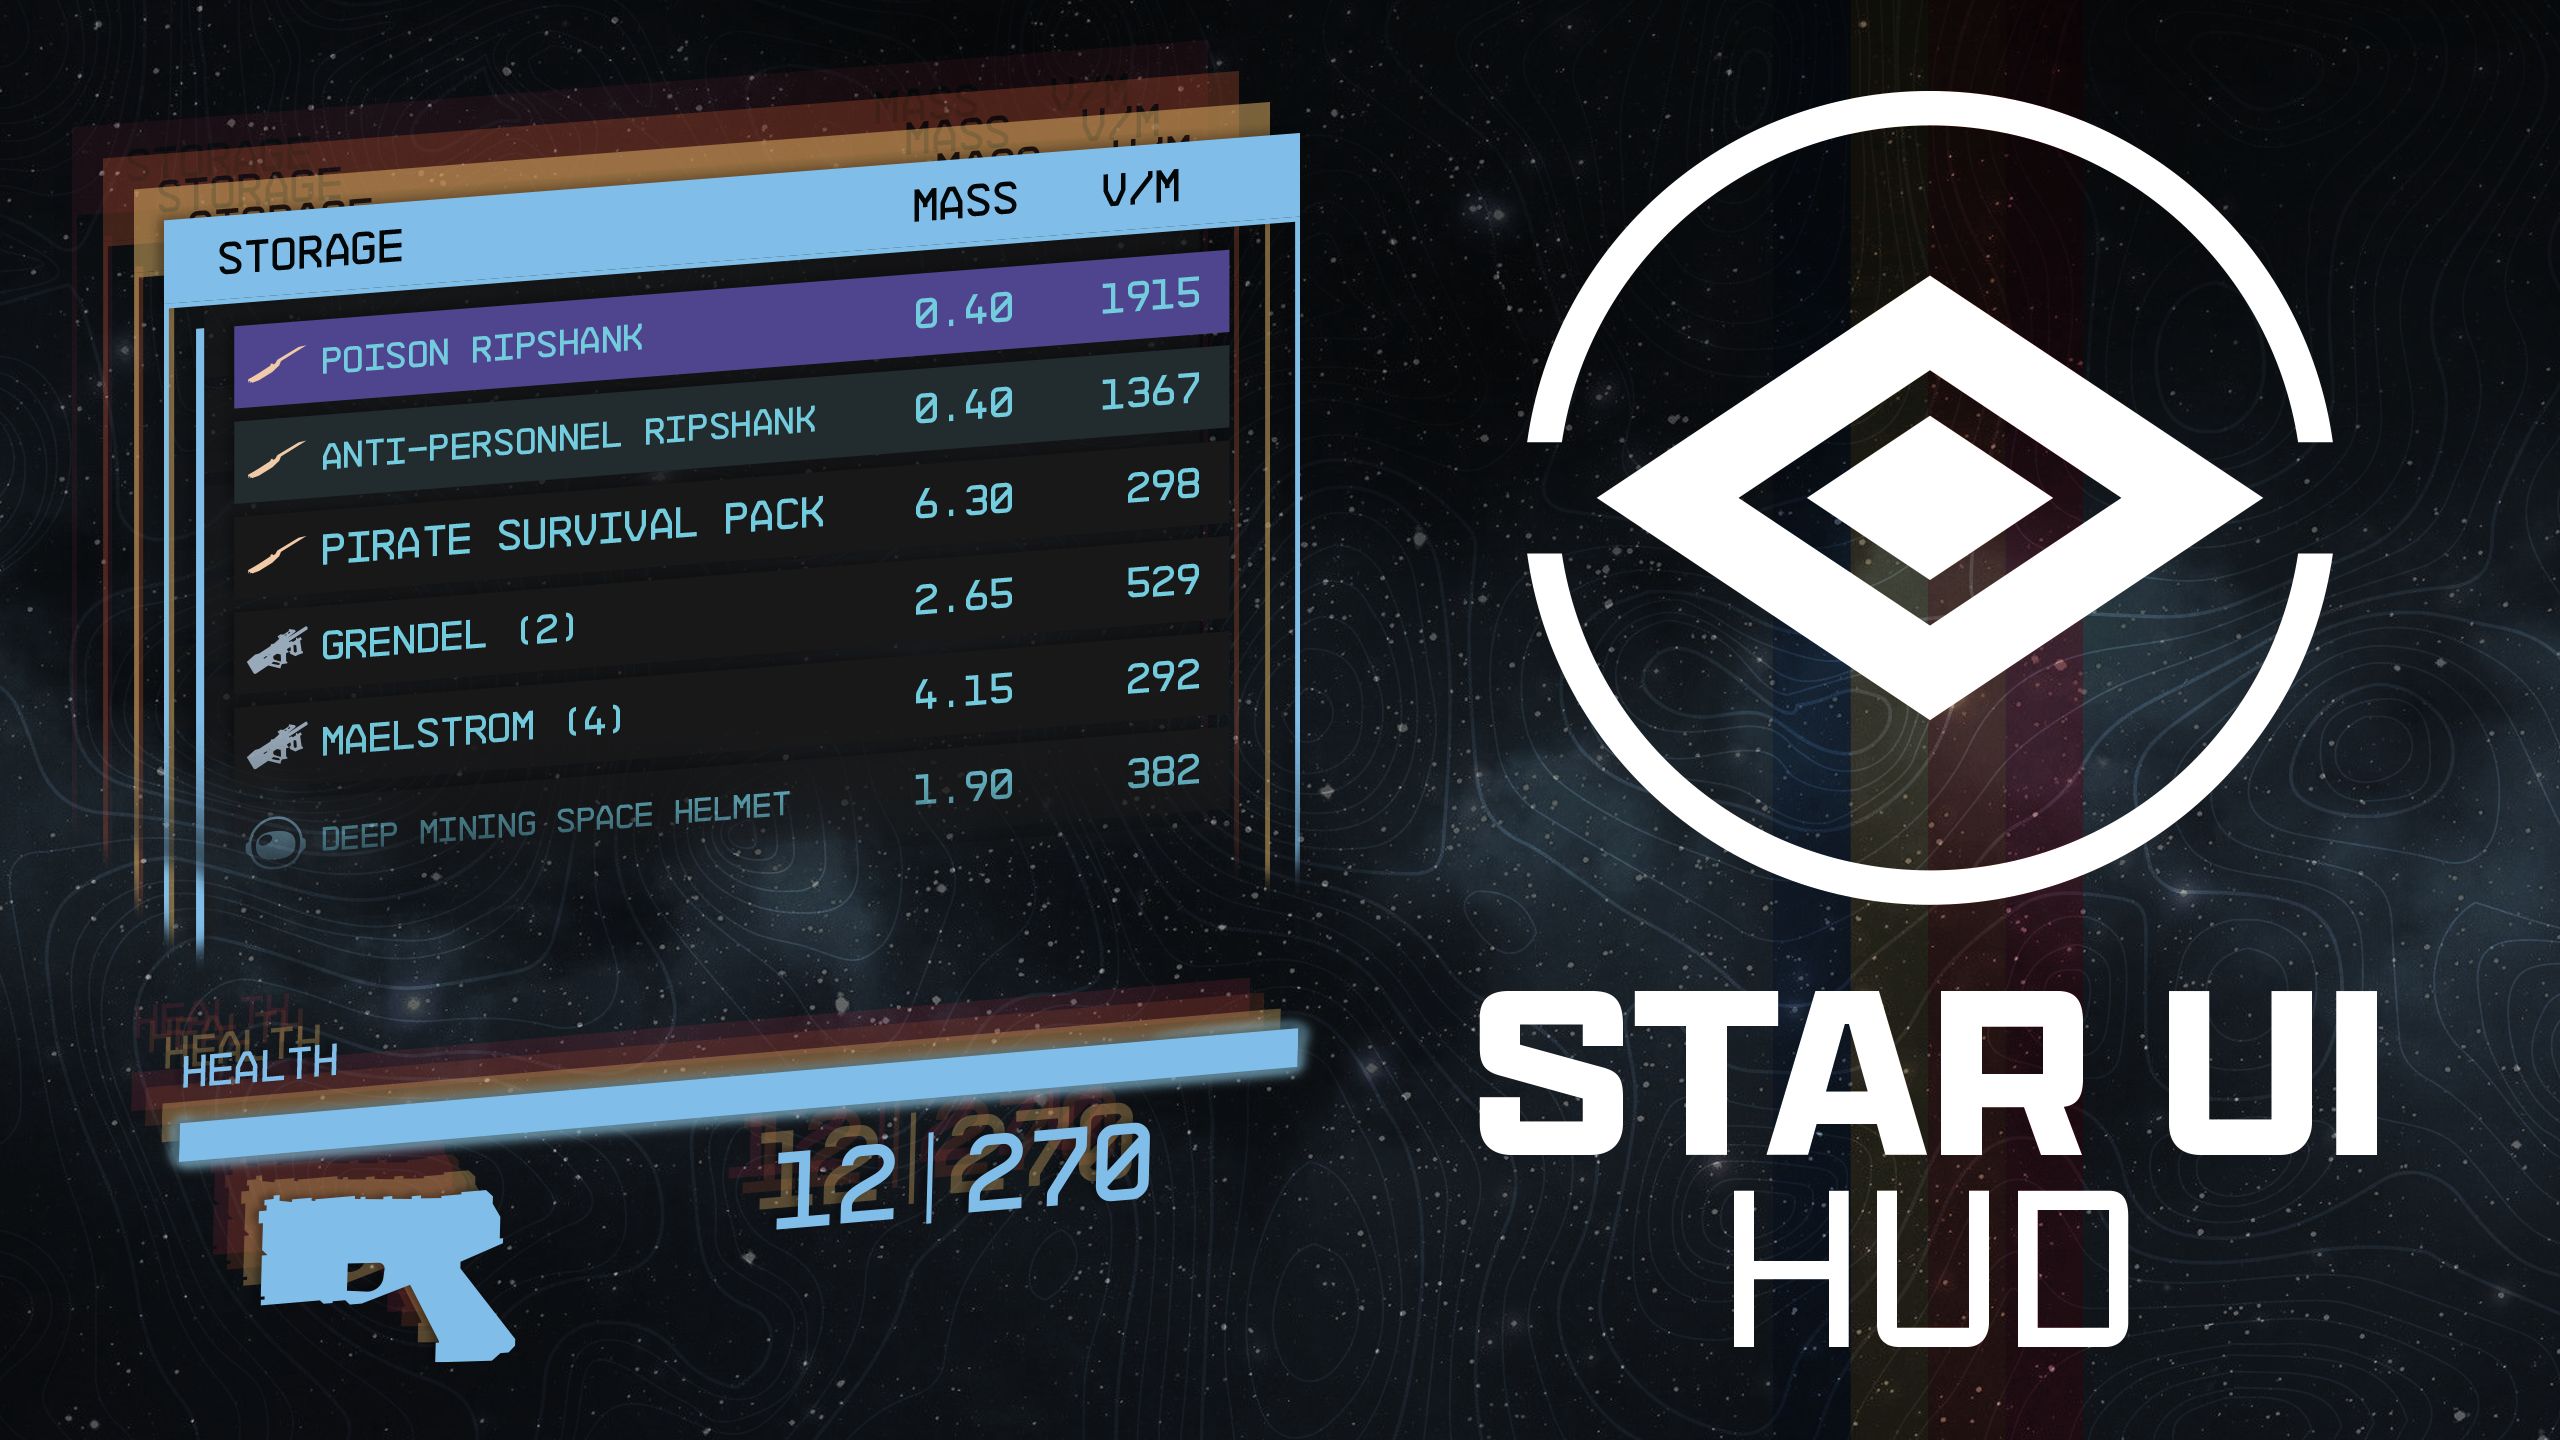 STORAGE MASS V/M
POISON RIPSHANK 0.40 1915
ANTI-PERSONNEL RIPSHANK 0.40 1367
PIRATE SURVIVAL PACK 6.30 298
GRENDEL (2) 2.65 529
MAELSTROM (4) 4.15 292
DEEP MINING SPACE HELMET 1.90 382
HEALTH
12|270
STAR UI
HUD